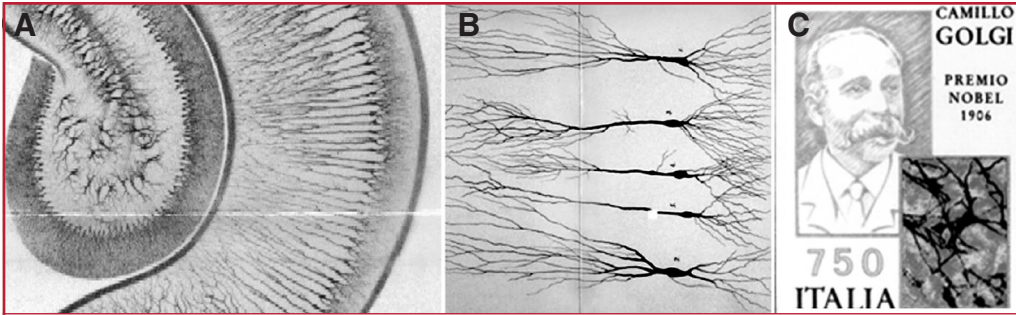 A
B
C
CAMILLO
GOLGI
PREMIO
NOBEL
1906
750
ITALIA